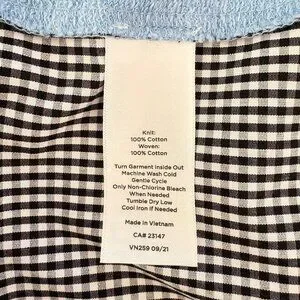 Knit:
100% Cotton
Woven:
100% Cotton
Turn Garment Inside Out
Machine Wash Cold
Gentle Cycle
Only Non-Chlorine Bleach
When Needed
Tumble Dry Low
Cool Iron If Needed
Made in Vietnam
CA# 23147
VN259 09/21